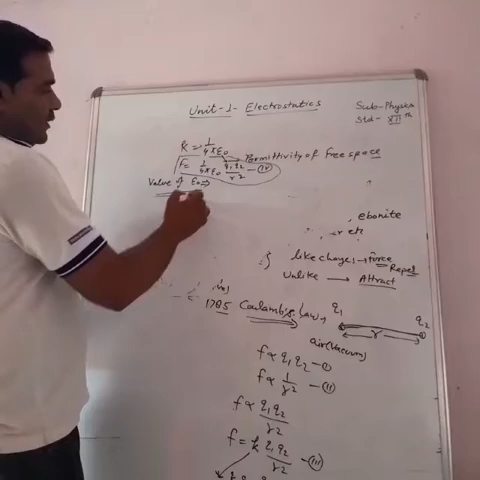 Unit-1- Electrostatics
Sub-Physics
Std- XII th
K = 1/4πε0
→ Permittivity of Free space
F = 1/4πε0 q1q2/r2 — (IV)
Value of ε0 ⇒
ebonite
like charges → Force Repel
Unlike → Attract
in 1785 Coulamb's Law,
q1 q2
r
air(Vacuum)
f ∝ q1 q2 — (I)
f ∝ 1/r2 — (II)
f ∝ q1q2/r2
f = k q1q2/r2 — (III)